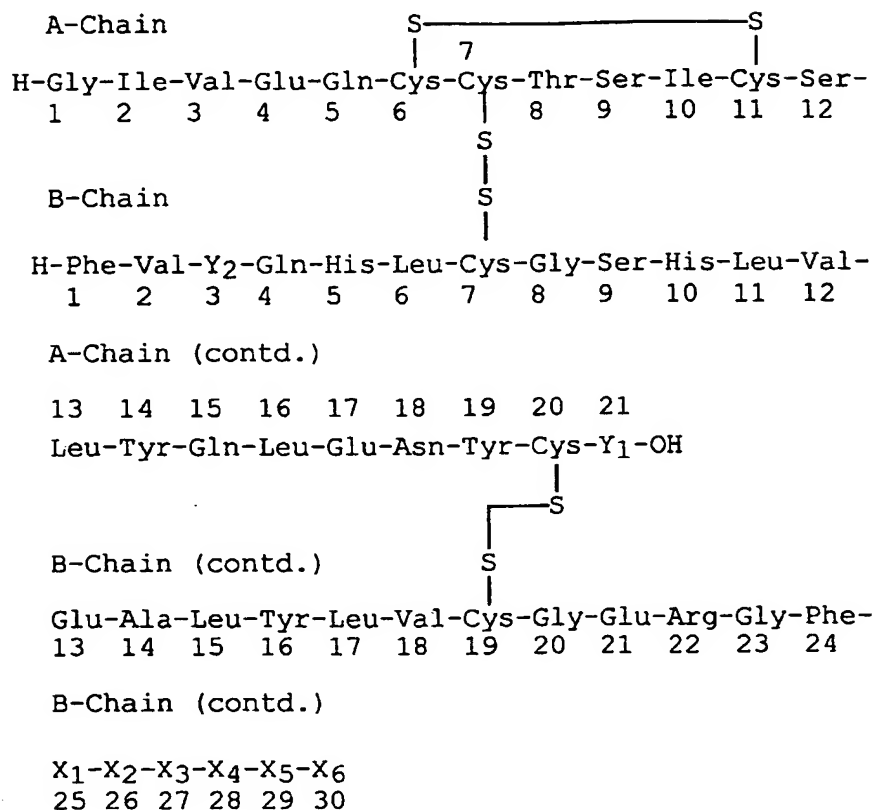 A-Chain S S
7
H-Gly-Ile-Val-Glu-Gln-Cys-Cys-Thr-Ser-Ile-Cys-Ser-
1 2 3 4 5 6 8 9 10 11 12
S
B-Chain S
H-Phe-Val-Y2-Gln-His-Leu-Cys-Gly-Ser-His-Leu-Val-
1 2 3 4 5 6 7 8 9 10 11 12
A-Chain (contd.)
13 14 15 16 17 18 19 20 21
Leu-Tyr-Gln-Leu-Glu-Asn-Tyr-Cys-Y1-OH
S
B-Chain (contd.) S
Glu-Ala-Leu-Tyr-Leu-Val-Cys-Gly-Glu-Arg-Gly-Phe-
13 14 15 16 17 18 19 20 21 22 23 24
B-Chain (contd.)
X1-X2-X3-X4-X5-X6
25 26 27 28 29 30